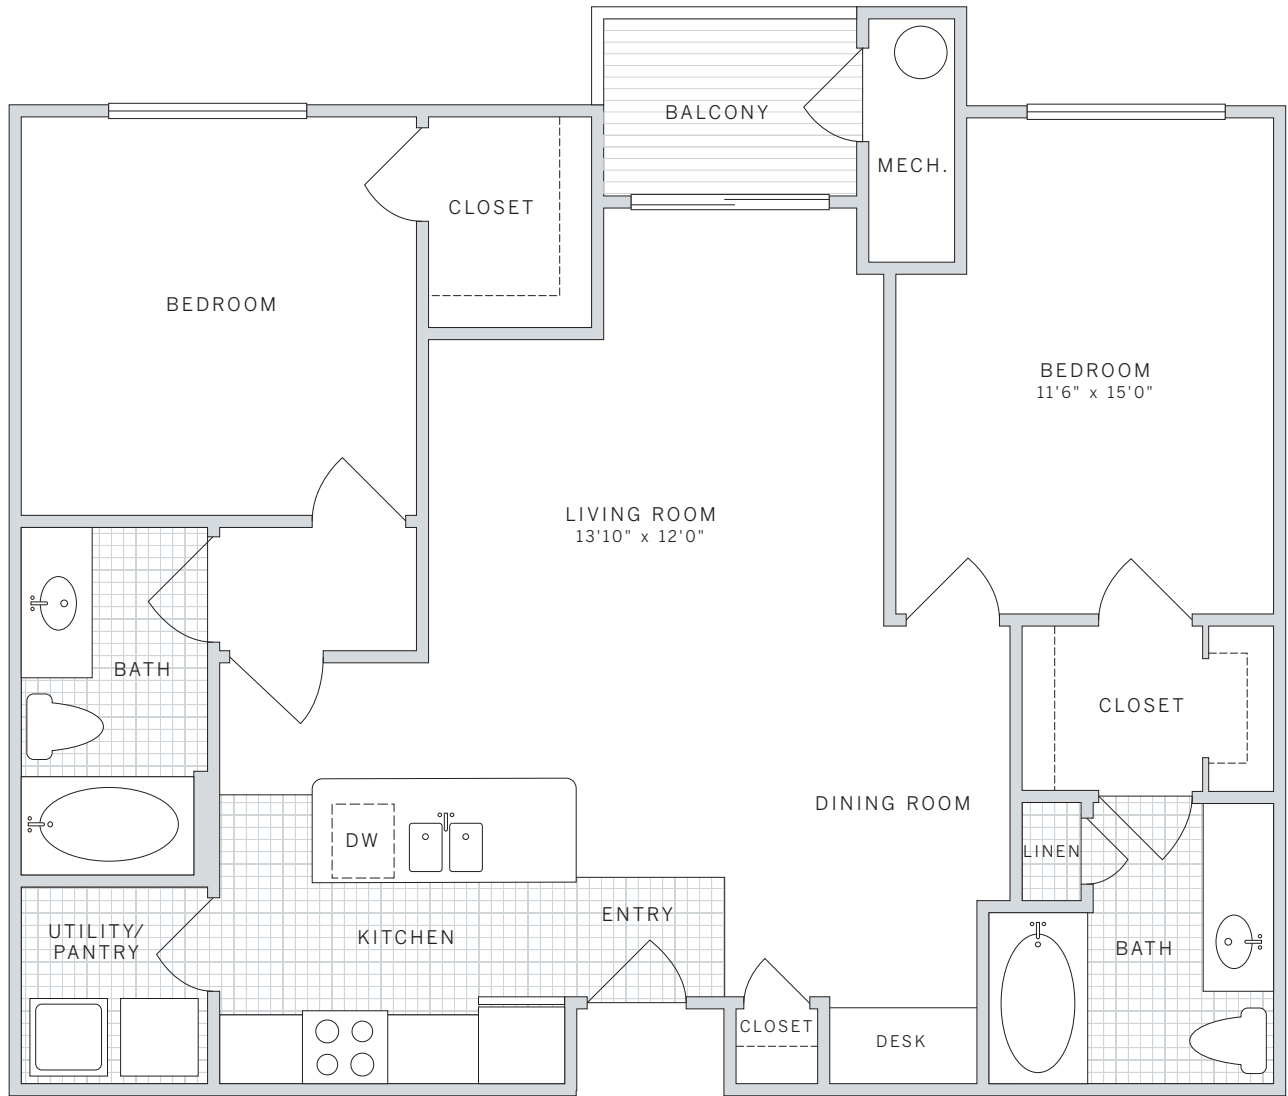 BALCONY
MECH.
CLOSET
BEDROOM
BEDROOM
11'6" x 15'0"
LIVING ROOM
13'10" x 12'0"
BATH
CLOSET
DINING ROOM
DW
LINEN
ENTRY
UTILITY/
PANTRY
KITCHEN
BATH
CLOSET
DESK